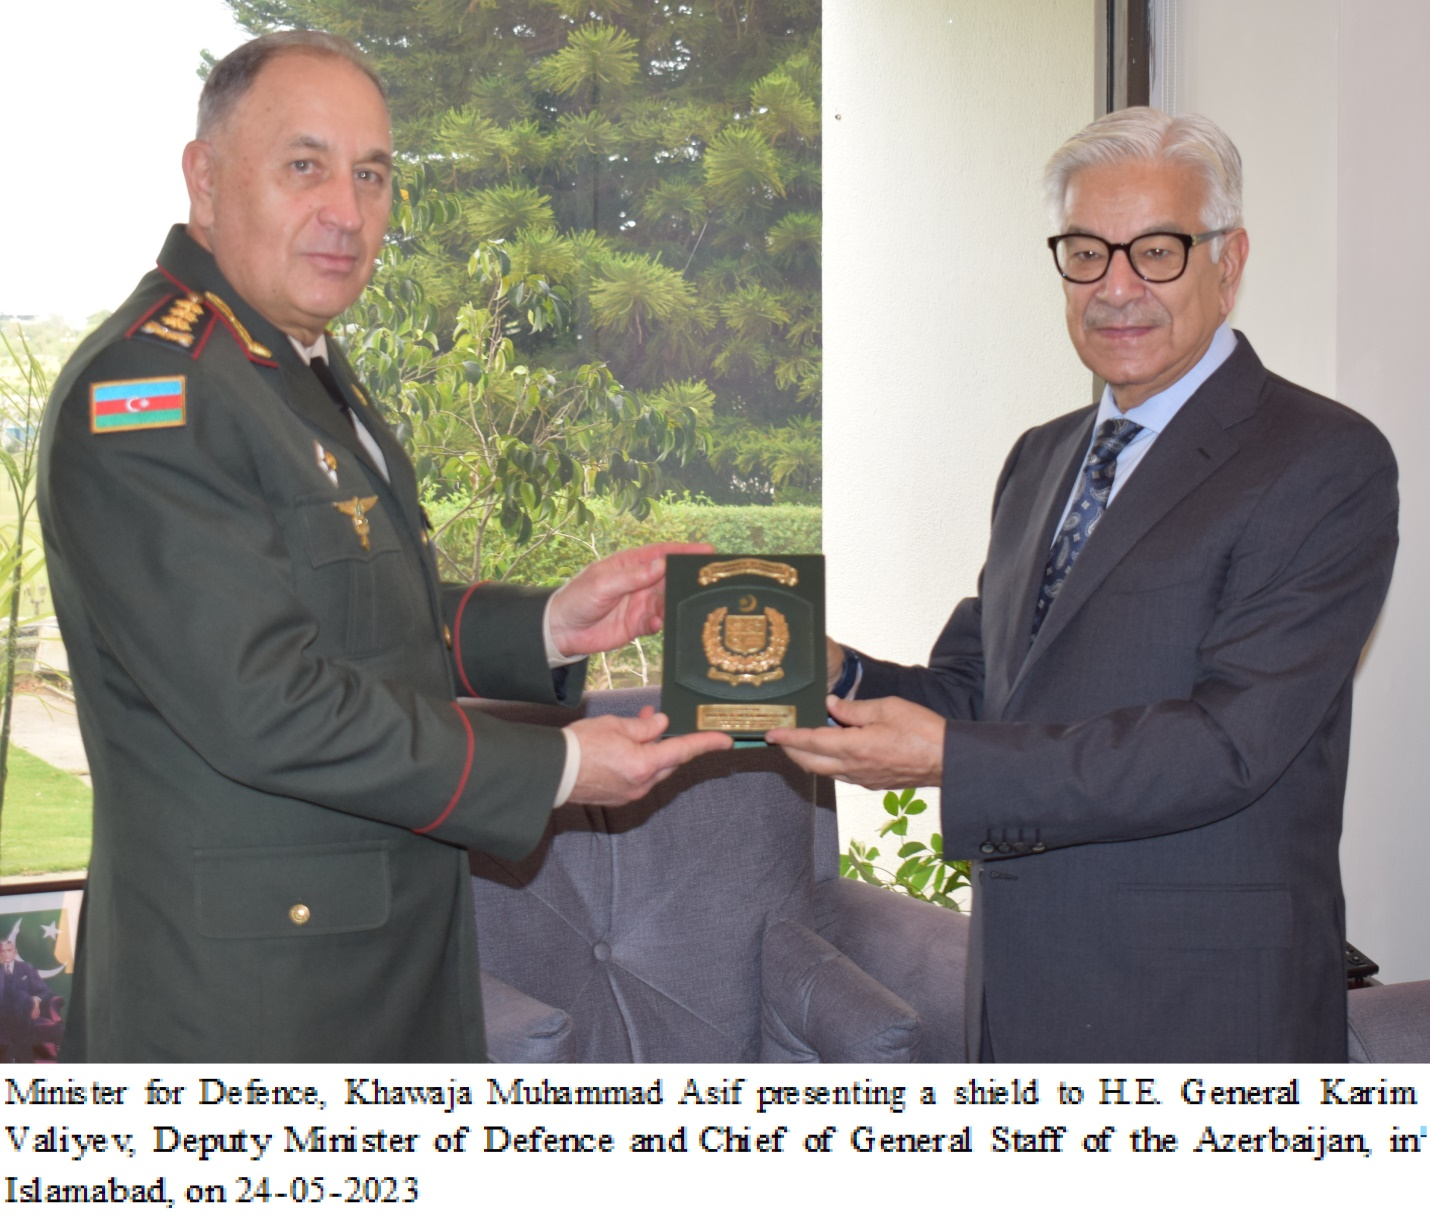 Minister for Defence, Khawaja Muhammad Asif presenting a shield to H.E. General Karim
Valiyev, Deputy Minister of Defence and Chief of General Staff of the Azerbaijan, in
Islamabad, on 24-05-2023